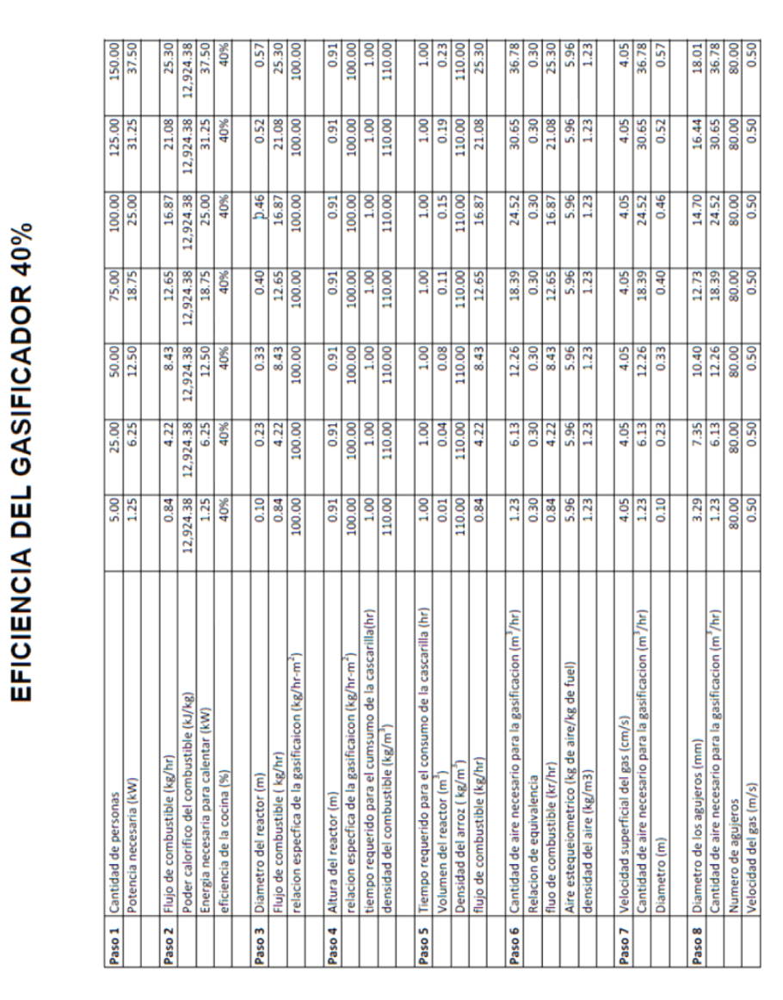 EFICIENCIA DEL GASIFICADOR 40%
Paso 1 Cantidad de personas 5.00 25.00 50.00 75.00 100.00 125.00 150.00
Potencia necesaria (kW) 1.25 6.25 12.50 18.75 25.00 31.25 37.50
Paso 2 Flujo de combustible (kg/hr) 0.84 4.22 8.43 12.65 16.87 21.08 25.30
Poder calorifico del combustible (kJ/kg) 12,924.38 12,924.38 12,924.38 12,924.38 12,924.38 12,924.38 12,924.38
Energia necesaria para calentar (kW) 1.25 6.25 12.50 18.75 25.00 31.25 37.50
eficiencia de la cocina (%) 40% 40% 40% 40% 40% 40% 40%
Paso 3 Diametro del reactor (m) 0.10 0.23 0.33 0.40 0.46 0.52 0.57
Flujo de combustible ( kg/hr) 0.84 4.22 8.43 12.65 16.87 21.08 25.30
relacion especfica de la gasificaicon (kg/hr-m²) 100.00 100.00 100.00 100.00 100.00 100.00 100.00
Paso 4 Altura del reactor (m) 0.91 0.91 0.91 0.91 0.91 0.91 0.91
relacion especfica de la gasificaicon (kg/hr-m²) 100.00 100.00 100.00 100.00 100.00 100.00 100.00
tiempo requerido para el cumsumo de la cascarilla(hr) 1.00 1.00 1.00 1.00 1.00 1.00 1.00
densidad del combustible (kg/m³) 110.00 110.00 110.00 110.00 110.00 110.00 110.00
Paso 5 Tiempo requerido para el consumo de la cascarilla (hr) 1.00 1.00 1.00 1.00 1.00 1.00 1.00
Volumen del reactor (m³) 0.01 0.04 0.08 0.11 0.15 0.19 0.23
Densidad del arroz ( kg/m³) 110.00 110.00 110.00 110.00 110.00 110.00 110.00
flujo de combustible (kg/hr) 0.84 4.22 8.43 12.65 16.87 21.08 25.30
Paso 6 Cantidad de aire necesario para la gasificacion (m³/hr) 1.23 6.13 12.26 18.39 24.52 30.65 36.78
Relacion de equivalencia 0.30 0.30 0.30 0.30 0.30 0.30 0.30
fluo de combustible (kr/hr) 0.84 4.22 8.43 12.65 16.87 21.08 25.30
Aire estequeiometrico (kg de aire/kg de fuel) 5.96 5.96 5.96 5.96 5.96 5.96 5.96
densidad del aire (kg/m3) 1.23 1.23 1.23 1.23 1.23 1.23 1.23
Paso 7 Velocidad superficial del gas (cm/s) 4.05 4.05 4.05 4.05 4.05 4.05 4.05
Cantidad de aire necesario para la gasificacion (m³/hr) 1.23 6.13 12.26 18.39 24.52 30.65 36.78
Diametro (m) 0.10 0.23 0.33 0.40 0.46 0.52 0.57
Paso 8 Diametro de los agujeros (mm) 3.29 7.35 10.40 12.73 14.70 16.44 18.01
Cantidad de aire necesario para la gasificacion (m³/hr) 1.23 6.13 12.26 18.39 24.52 30.65 36.78
Numero de agujeros 80.00 80.00 80.00 80.00 80.00 80.00 80.00
Velocidad del gas (m/s) 0.50 0.50 0.50 0.50 0.50 0.50 0.50